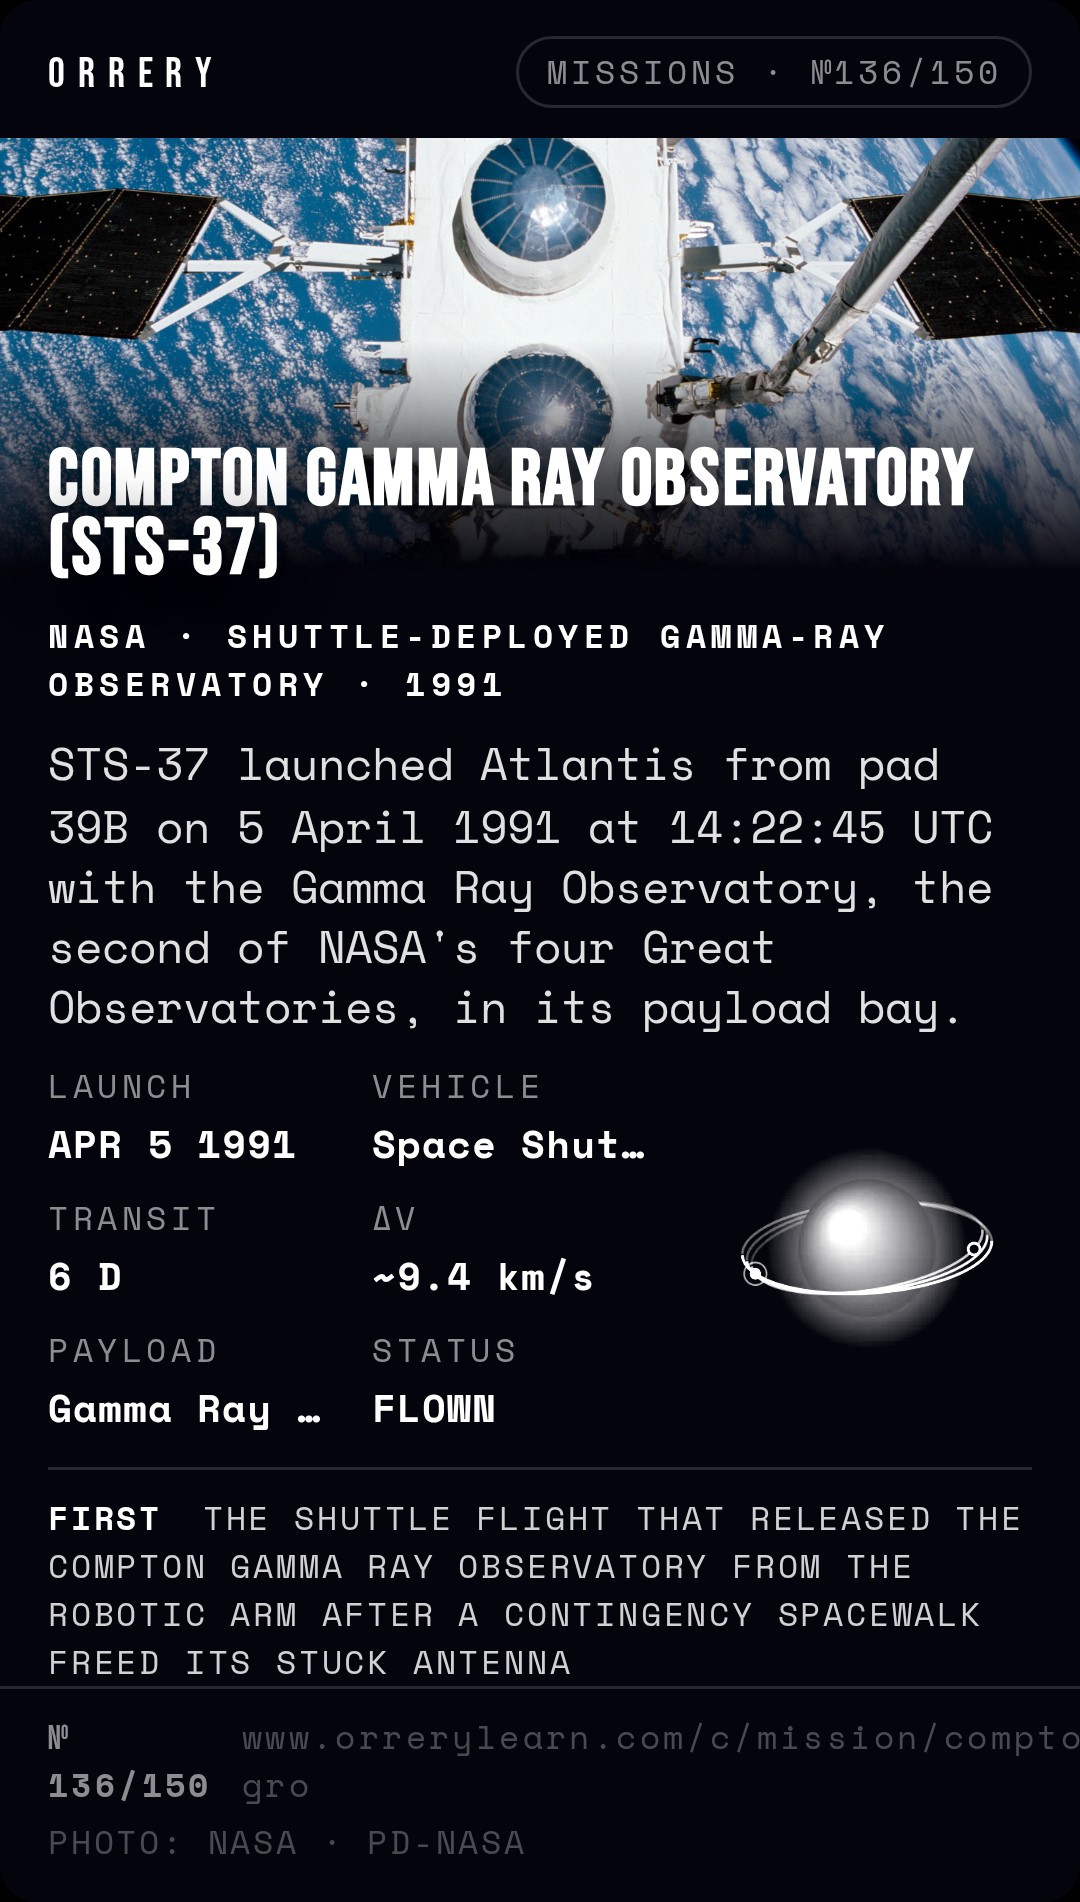 ORRERY
MISSIONS · №136/150
COMPTON GAMMA RAY OBSERVATORY
(STS-37)
NASA · SHUTTLE-DEPLOYED GAMMA-RAY
OBSERVATORY · 1991
STS-37 launched Atlantis from pad
39B on 5 April 1991 at 14:22:45 UTC
with the Gamma Ray Observatory, the
second of NASA's four Great
Observatories, in its payload bay.
LAUNCH VEHICLE
APR 5 1991 Space Shut…
TRANSIT ΔV
6 D ~9.4 km/s
PAYLOAD STATUS
Gamma Ray … FLOWN
FIRST THE SHUTTLE FLIGHT THAT RELEASED THE
COMPTON GAMMA RAY OBSERVATORY FROM THE
ROBOTIC ARM AFTER A CONTINGENCY SPACEWALK
FREED ITS STUCK ANTENNA
№ www.orrerylearn.com/c/mission/compto
136/150 gro
PHOTO: NASA · PD-NASA